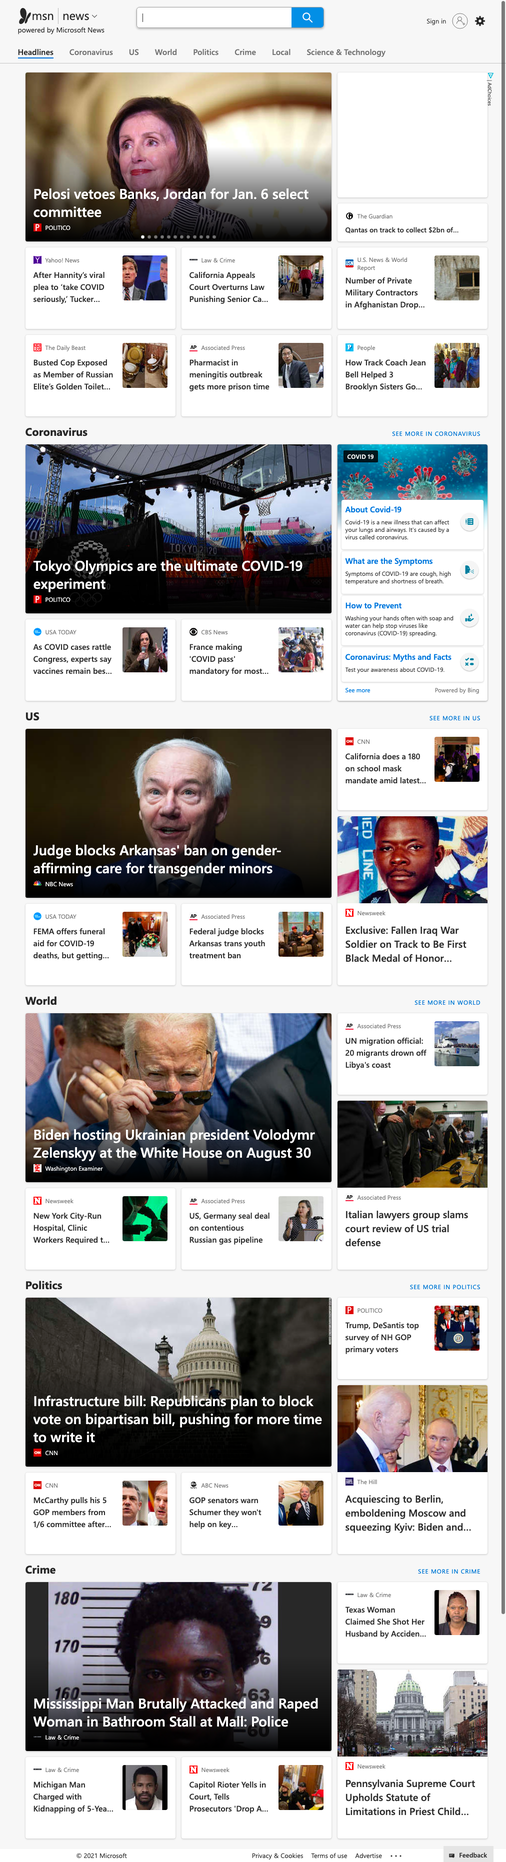 msn | news
powered by Microsoft News
Sign in
Headlines Coronavirus US World Politics Crime Local Science & Technology
AdChoices
Pelosi vetoes Banks, Jordan for Jan. 6 select
committee
POLITICO
The Guardian
Qantas on track to collect $2bn of...
Yahoo! News
After Hannity's viral
plea to 'take COVID
seriously,' Tucker...
Law & Crime
California Appeals
Court Overturns Law
Punishing Senior Ca...
U.S. News & World
Report
Number of Private
Military Contractors
in Afghanistan Drop...
The Daily Beast
Busted Cop Exposed
as Member of Russian
Elite's Golden Toilet...
Associated Press
Pharmacist in
meningitis outbreak
gets more prison time
People
How Track Coach Jean
Bell Helped 3
Brooklyn Sisters Go...
Coronavirus
SEE MORE IN CORONAVIRUS
TOKYO 2020
Tokyo Olympics are the ultimate COVID-19
experiment
POLITICO
COVID 19
About Covid-19
Covid-19 is a new illness that can affect
your lungs and airways. It's caused by a
virus called coronavirus.
What are the Symptoms
Symptoms of COVID-19 are cough, high
temperature and shortness of breath.
How to Prevent
Washing your hands often with soap and
water can help stop viruses like
coronavirus (COVID-19) spreading.
Coronavirus: Myths and Facts
Test your awareness about COVID-19.
See more
Powered by Bing
USA TODAY
As COVID cases rattle
Congress, experts say
vaccines remain bes...
CBS News
France making
'COVID pass'
mandatory for most...
US
SEE MORE IN US
Judge blocks Arkansas' ban on gender-
affirming care for transgender minors
NBC News
CNN
California does a 180
on school mask
mandate amid latest...
IED LINE
Newsweek
Exclusive: Fallen Iraq War
Soldier on Track to Be First
Black Medal of Honor...
USA TODAY
FEMA offers funeral
aid for COVID-19
deaths, but getting...
Associated Press
Federal judge blocks
Arkansas trans youth
treatment ban
World
SEE MORE IN WORLD
Biden hosting Ukrainian president Volodymr
Zelenskyy at the White House on August 30
Washington Examiner
Associated Press
UN migration official:
20 migrants drown off
Libya's coast
Associated Press
Italian lawyers group slams
court review of US trial
defense
Newsweek
New York City-Run
Hospital, Clinic
Workers Required t...
Associated Press
US, Germany seal deal
on contentious
Russian gas pipeline
Politics
SEE MORE IN POLITICS
Infrastructure bill: Republicans plan to block
vote on bipartisan bill, pushing for more time
to write it
CNN
POLITICO
Trump, DeSantis top
survey of NH GOP
primary voters
The Hill
Acquiescing to Berlin,
emboldening Moscow and
squeezing Kyiv: Biden and...
CNN
McCarthy pulls his 5
GOP members from
1/6 committee after...
ABC News
GOP senators warn
Schumer they won't
help on key...
Crime
SEE MORE IN CRIME
180
170
160
72
69
63
60
Mississippi Man Brutally Attacked and Raped
Woman in Bathroom Stall at Mall: Police
Law & Crime
Law & Crime
Texas Woman
Claimed She Shot Her
Husband by Acciden...
Newsweek
Pennsylvania Supreme Court
Upholds Statute of
Limitations in Priest Child...
Law & Crime
Michigan Man
Charged with
Kidnapping of 5-Yea...
Newsweek
Capitol Rioter Yells in
Court, Tells
Prosecutors 'Drop A...
© 2021 Microsoft
Privacy & Cookies Terms of use Advertise ...
Feedback